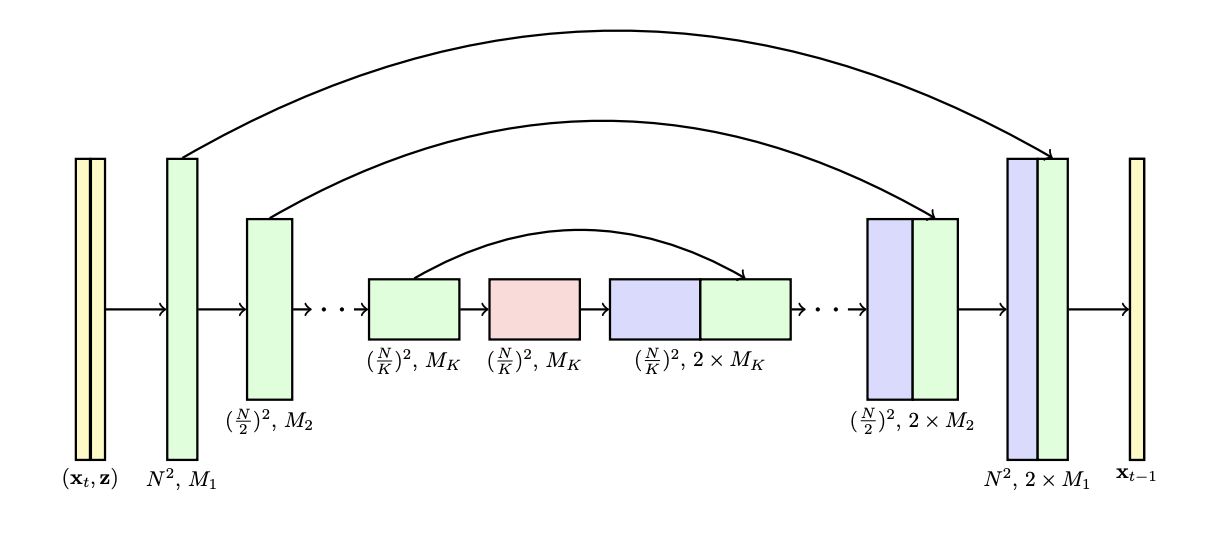 · · ·
· · ·
$(\frac{N}{K})^2$, $M_K$
$(\frac{N}{K})^2$, $M_K$
$(\frac{N}{K})^2$, $2 \times M_K$
$(\frac{N}{2})^2$, $M_2$
$(\frac{N}{2})^2$, $2 \times M_2$
$(\mathbf{x}_t, \mathbf{z})$
$N^2$, $M_1$
$N^2$, $2 \times M_1$
$\mathbf{x}_{t-1}$